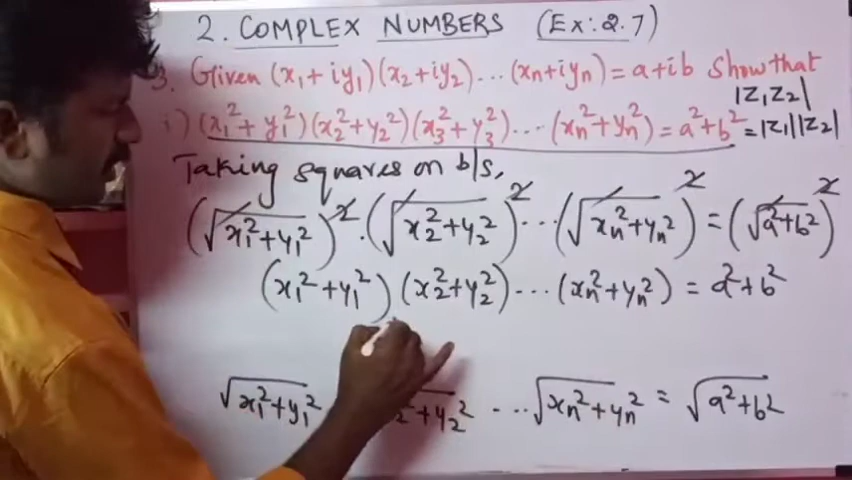 2. COMPLEX NUMBERS (Ex: 2.7)
3. Given (x₁+iy₁)(x₂+iy₂)...(xn+iyn)=a+ib show that
|z₁z₂|
i) (x₁²+y₁²)(x₂²+y₂²)(x₃²+y₃²)...(xn²+yn²)=a²+b²
=|z₁||z₂|
Taking squares on b/s,
(√x₁²+y₁²)².(√x₂²+y₂²)²...(√xn²+yn²)²=(√a²+b²)²
(x₁²+y₁²)(x₂²+y₂²)...(xn²+yn²)=a²+b²
√x₁²+y₁² ₂²+y₂² ...√xn²+yn² = √a²+b²